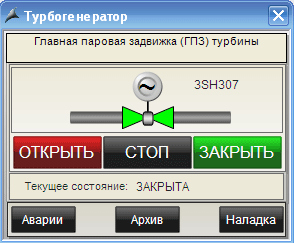 Турбогенератор
Главная паровая задвижка (ГПЗ) турбины
3SH307
ОТКРЫТЬ СТОП ЗАКРЫТЬ
Текущее состояние: ЗАКРЫТА
Аварии Архив Наладка